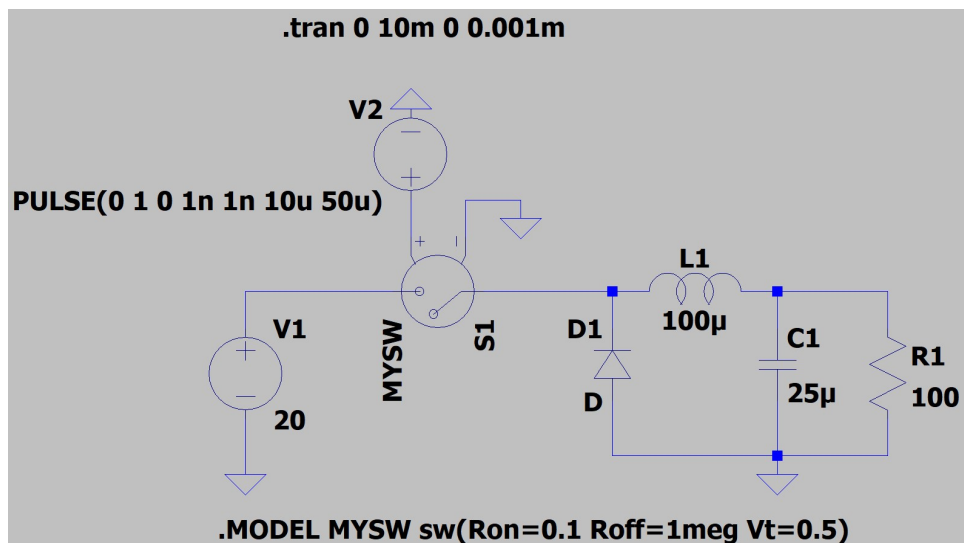 .tran 0 10m 0 0.001m
V2
PULSE(0 1 0 1n 1n 10u 50u)
MYSW
S1
V1
20
D1
D
L1
100µ
C1
25µ
R1
100
.MODEL MYSW sw(Ron=0.1 Roff=1meg Vt=0.5)